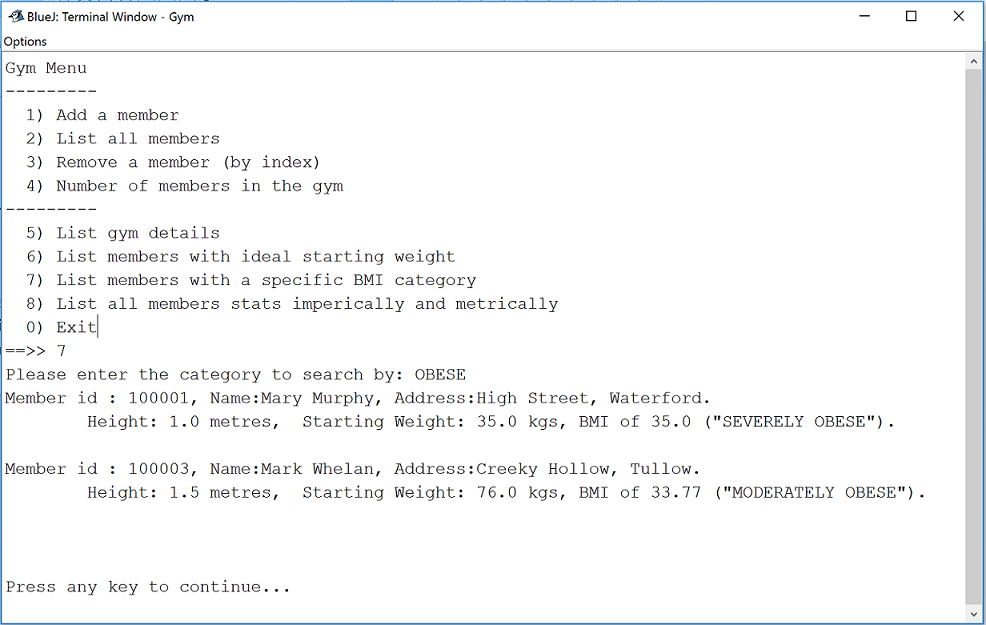 BlueJ: Terminal Window - Gym
Options
Gym Menu
---------
  1) Add a member
  2) List all members
  3) Remove a member (by index)
  4) Number of members in the gym
---------
  5) List gym details
  6) List members with ideal starting weight
  7) List members with a specific BMI category
  8) List all members stats imperically and metrically
  0) Exit
==>> 7
Please enter the category to search by: OBESE
Member id : 100001, Name:Mary Murphy, Address:High Street, Waterford.
        Height: 1.0 metres,  Starting Weight: 35.0 kgs, BMI of 35.0 ("SEVERELY OBESE").
Member id : 100003, Name:Mark Whelan, Address:Creeky Hollow, Tullow.
        Height: 1.5 metres,  Starting Weight: 76.0 kgs, BMI of 33.77 ("MODERATELY OBESE").
Press any key to continue...